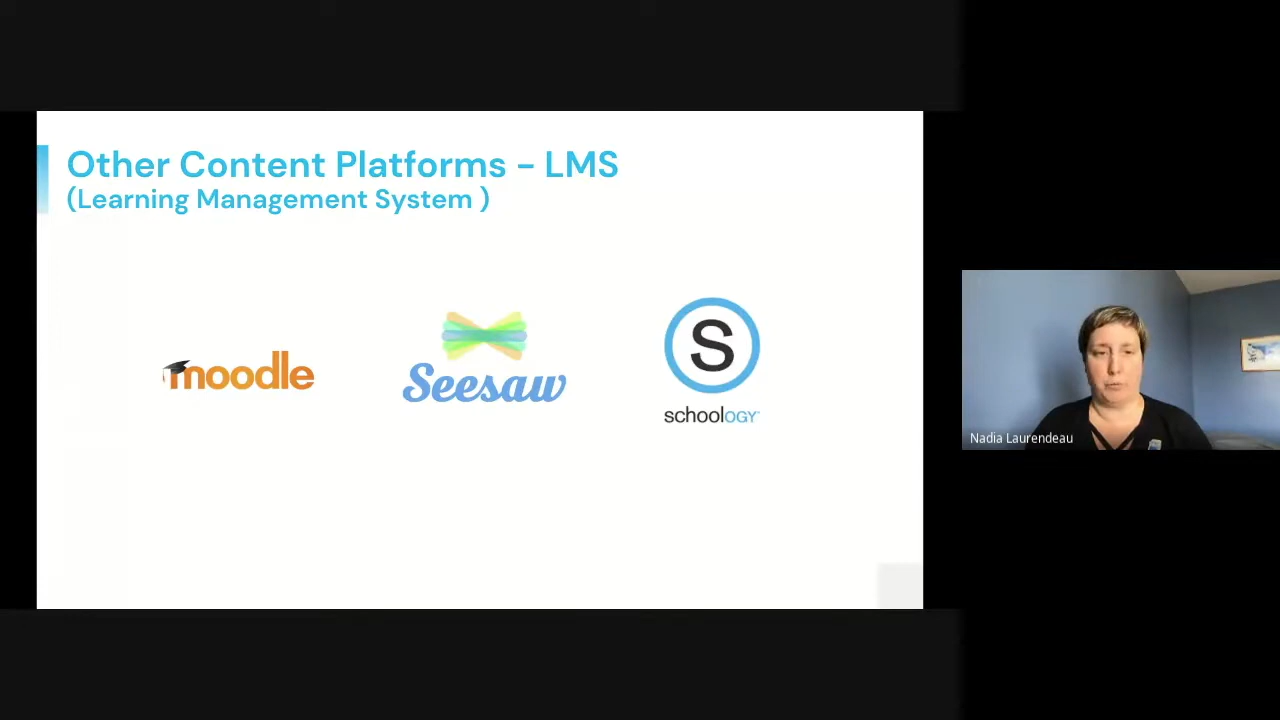 Other Content Platforms - LMS
(Learning Management System )
moodle
Seesaw
S
schoology
Nadia Laurendeau